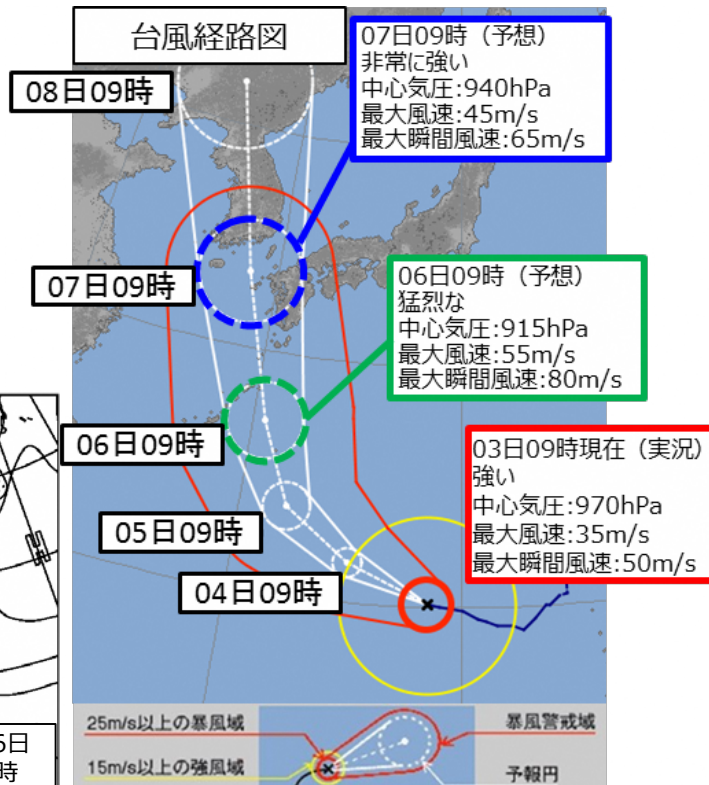 台風経路図
07日09時（予想）
非常に強い
中心気圧:940hPa
最大風速:45m/s
最大瞬間風速:65m/s
08日09時
07日09時
06日09時（予想）
猛烈な
中心気圧:915hPa
最大風速:55m/s
最大瞬間風速:80m/s
06日09時
03日09時現在（実況）
強い
中心気圧:970hPa
最大風速:35m/s
最大瞬間風速:50m/s
05日09時
04日09時
25m/s以上の暴風域
暴風警戒域
15m/s以上の強風域
予報円
日
時